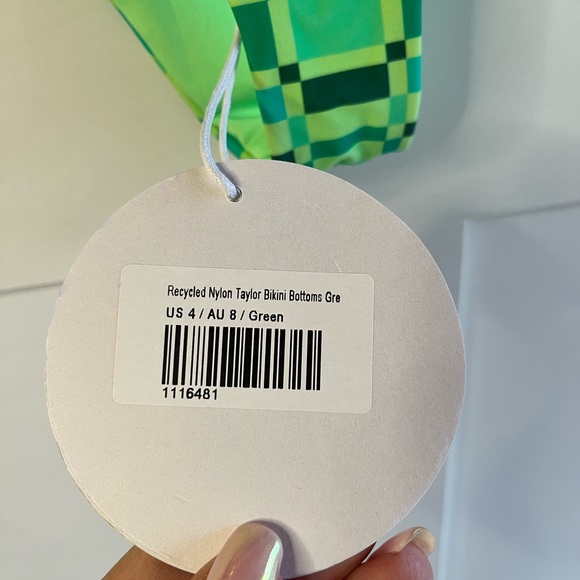 Recycled Nylon Taylor Bikini Bottoms Gre
US 4 / AU 8 / Green
1116481